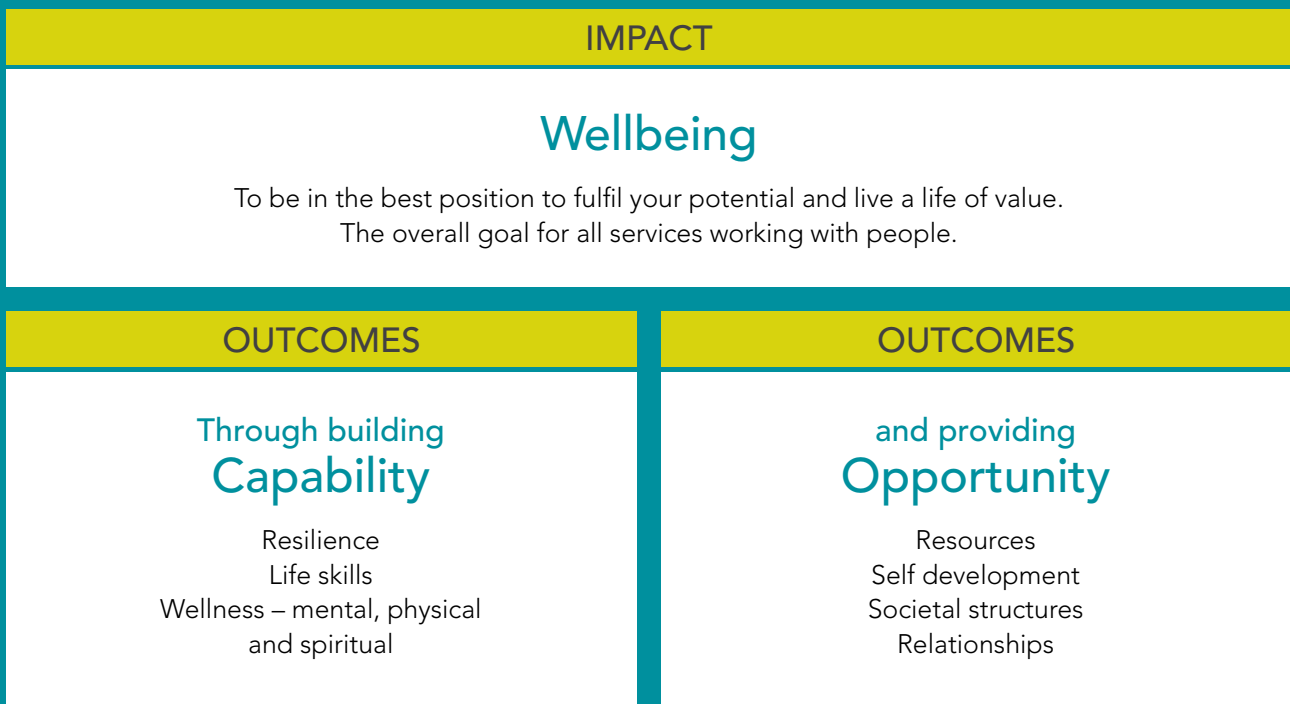 IMPACT
Wellbeing
To be in the best position to fulfil your potential and live a life of value.
The overall goal for all services working with people.
OUTCOMES
Through building
Capability
Resilience
Life skills
Wellness – mental, physical
and spiritual
OUTCOMES
and providing
Opportunity
Resources
Self development
Societal structures
Relationships